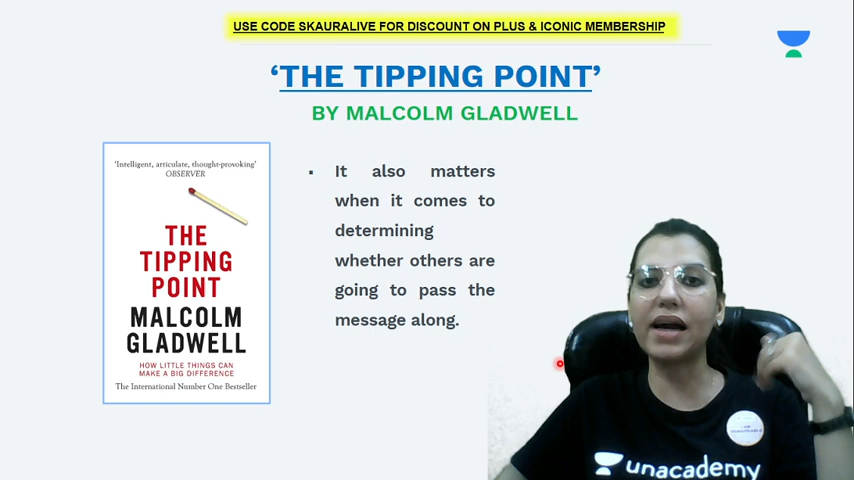 USE CODE SKAURALIVE FOR DISCOUNT ON PLUS & ICONIC MEMBERSHIP
‘THE TIPPING POINT’
BY MALCOLM GLADWELL
‘Intelligent, articulate, thought-provoking’
OBSERVER
THE
TIPPING
POINT
MALCOLM
GLADWELL
HOW LITTLE THINGS CAN
MAKE A BIG DIFFERENCE
The International Number One Bestseller
▪ It also matters
when it comes to
determining
whether others are
going to pass the
message along.
unacademy